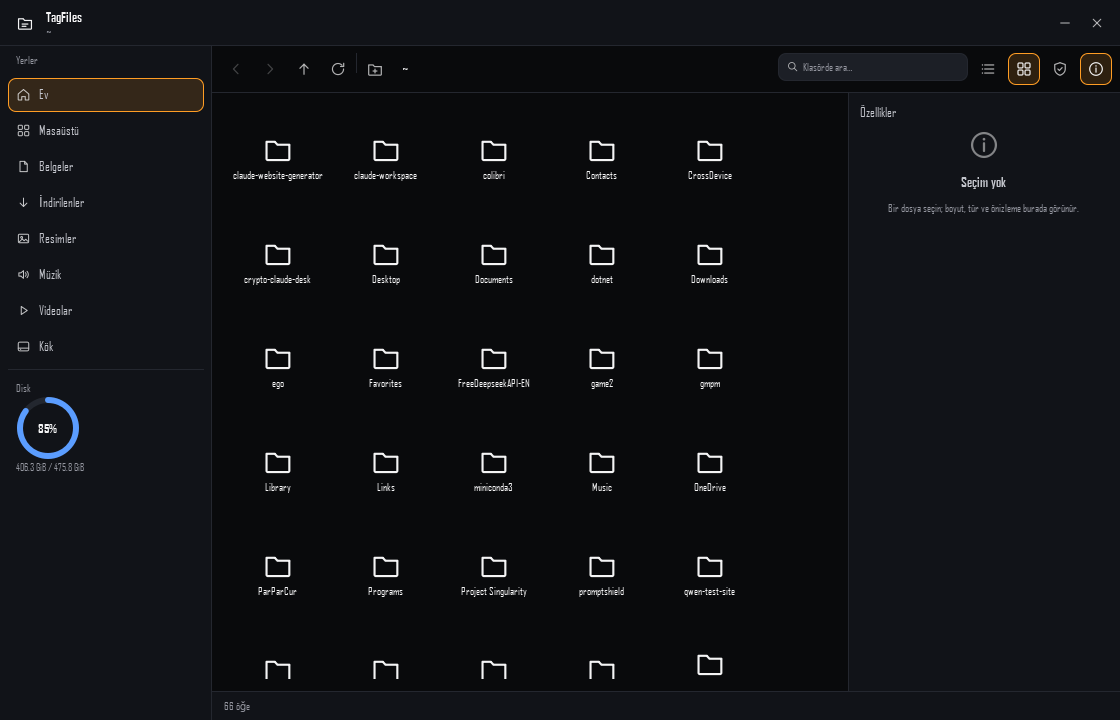 TagFiles
~
Yerler
Ev
Masaüstü
Belgeler
İndirilenler
Resimler
Müzik
Videolar
Kök
Disk
85%
406.3 GiB / 475.8 GiB
~
Klasörde ara...
claude-website-generator
claude-workspace
colibri
Contacts
CrossDevice
crypto-claude-desk
Desktop
Documents
dotnet
Downloads
ego
Favorites
FreeDeepseekAPI-EN
game2
gmpm
Library
Links
miniconda3
Music
OneDrive
ParParCur
Programs
Project Singularity
promptshield
qwen-test-site
Özellikler
Seçim yok
Bir dosya seçin; boyut, tür ve önizleme burada görünür.
66 öğe